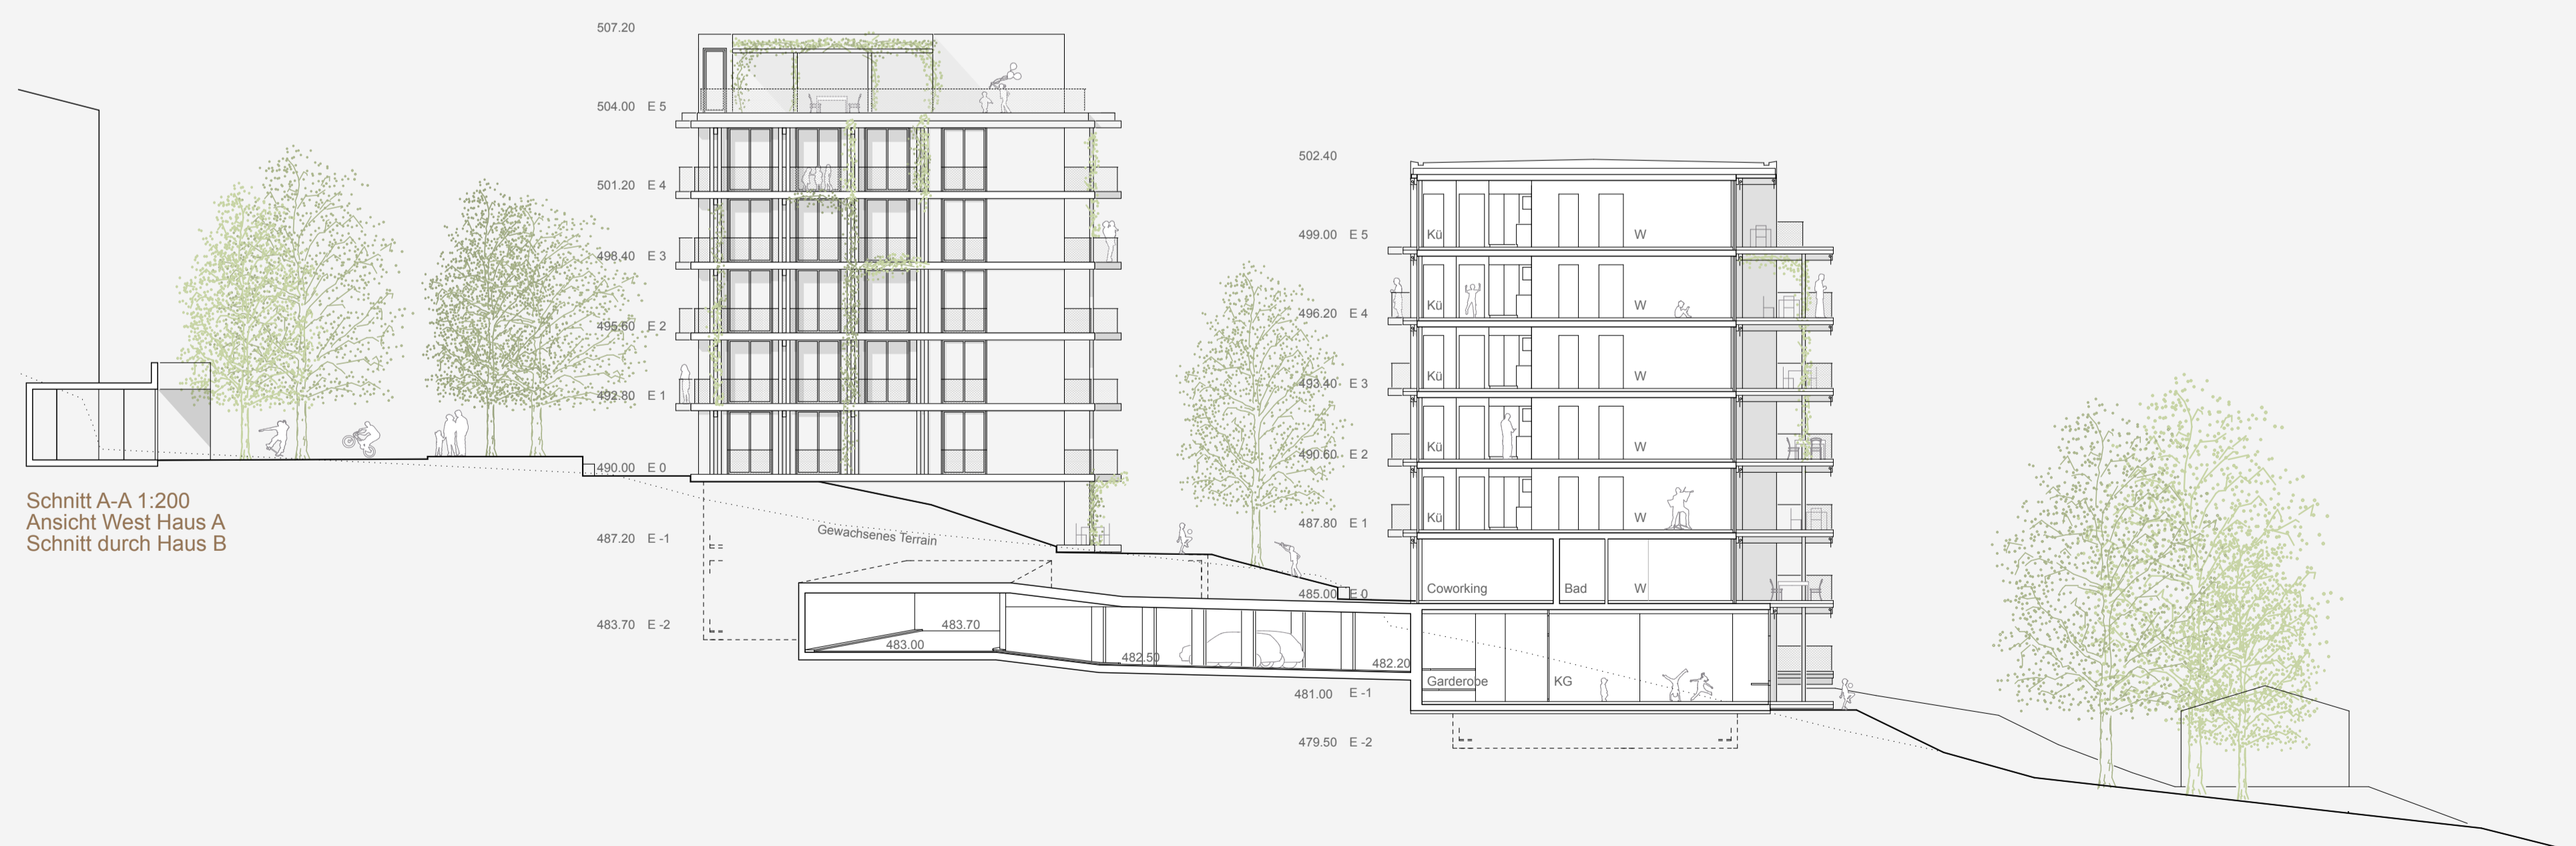 507.20
504.00 E 5
501.20 E 4
498.40 E 3
495.60 E 2
492.80 E 1
490.00 E 0
487.20 E -1
483.70 E -2
Schnitt A-A 1:200
Ansicht West Haus A
Schnitt durch Haus B
Gewachsenes Terrain
483.70
483.00
482.50
482.20
502.40
499.00 E 5
496.20 E 4
493.40 E 3
490.60 E 2
487.80 E 1
485.00 E 0
481.00 E -1
479.50 E -2
Kü W
Kü W
Kü W
Kü W
Kü W
Coworking Bad W
Garderobe KG